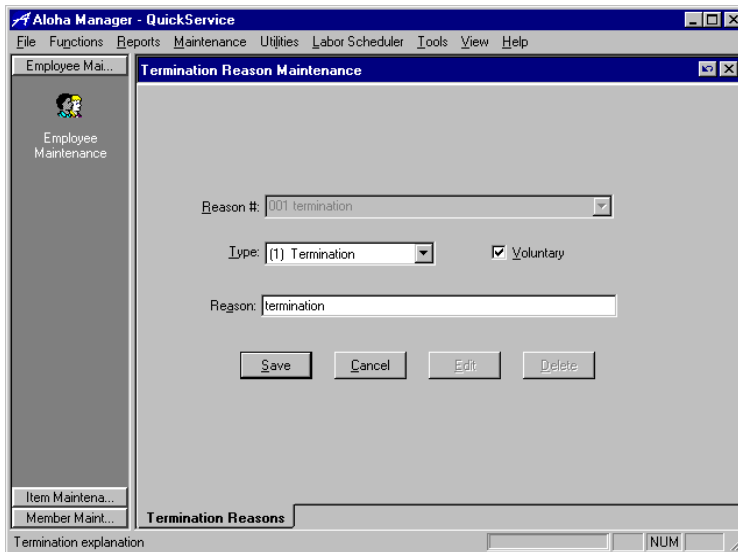 Aloha Manager - QuickService
File Functions Reports Maintenance Utilities Labor Scheduler Tools View Help
Employee Mai...
Termination Reason Maintenance
Employee
Maintenance
Reason #: 001 termination
Type: (1) Termination Voluntary
Reason: termination
Save Cancel Edit Delete
Item Maintena...
Member Maint...
Termination Reasons
Termination explanation NUM